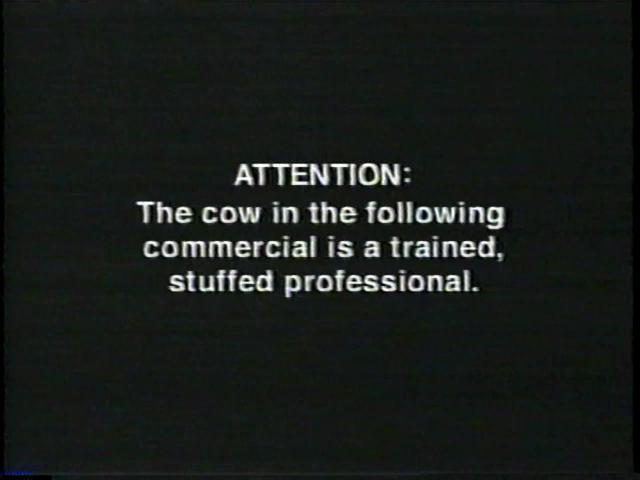 ATTENTION:
The cow in the following
commercial is a trained,
stuffed professional.